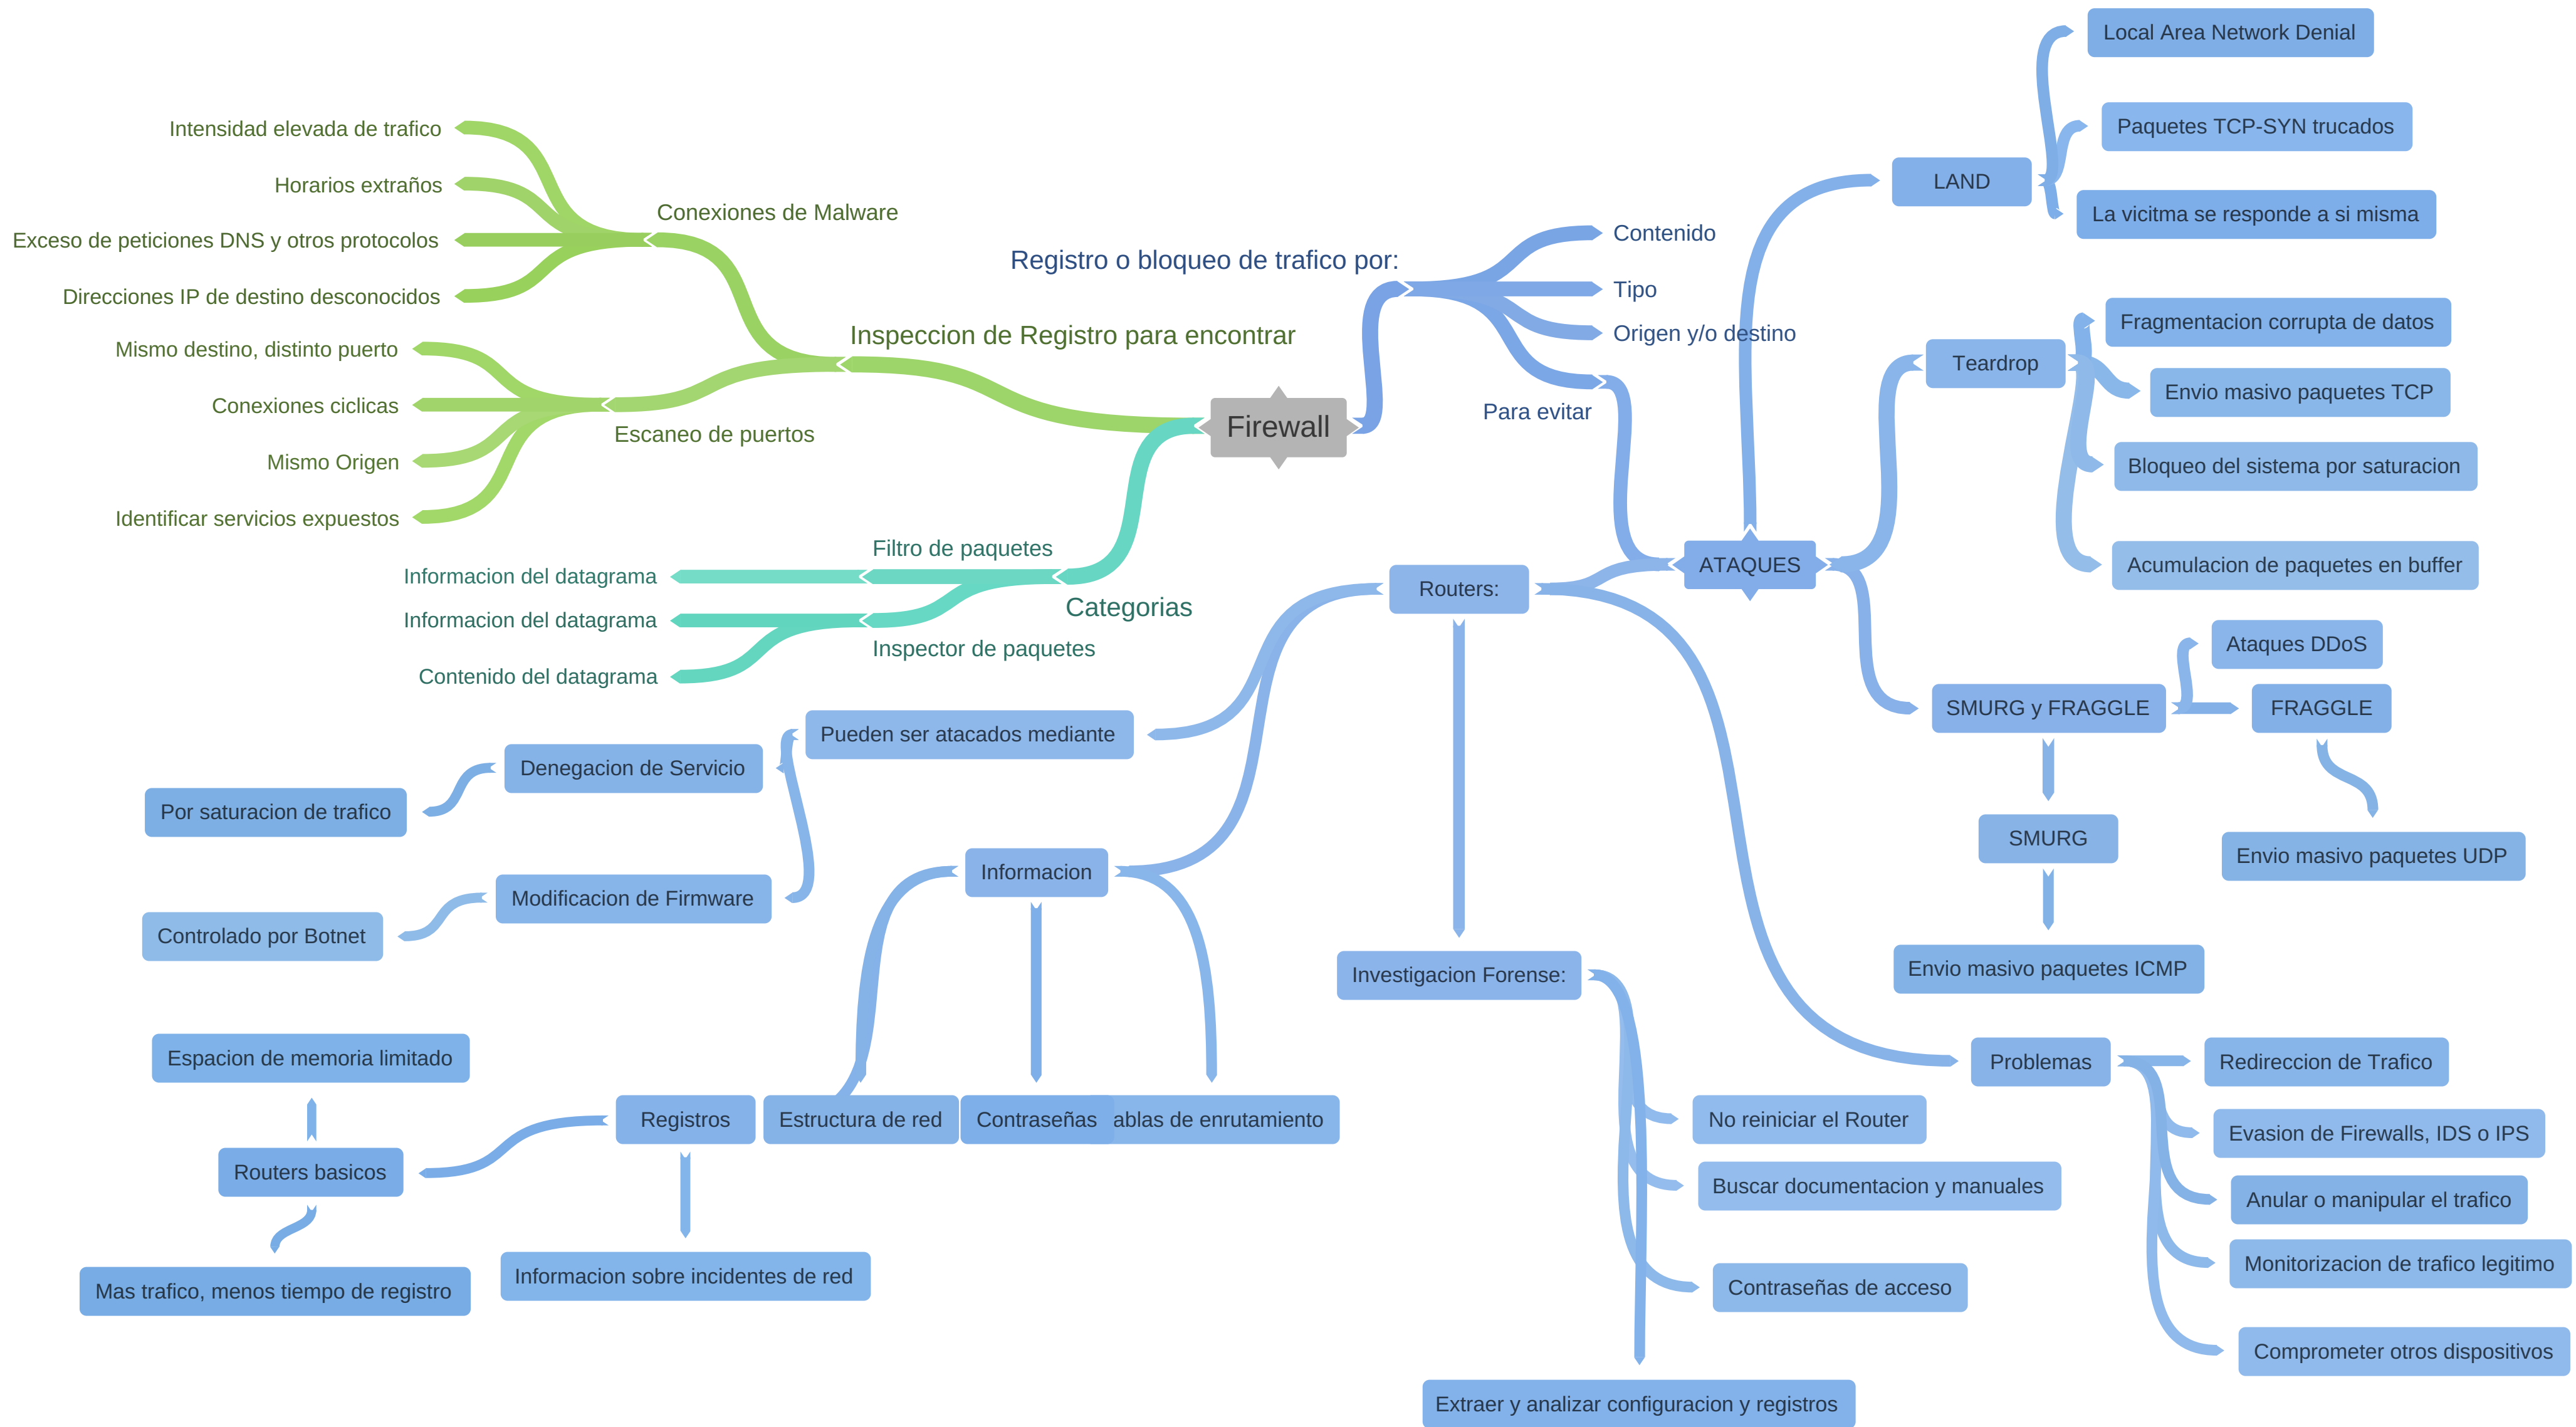 Firewall
Registro o bloqueo de trafico por:
Contenido
Tipo
Origen y/o destino
Para evitar
ATAQUES
LAND
Local Area Network Denial
Paquetes TCP-SYN trucados
La vicitma se responde a si misma
Teardrop
Fragmentacion corrupta de datos
Envio masivo paquetes TCP
Bloqueo del sistema por saturacion
Acumulacion de paquetes en buffer
SMURG y FRAGGLE
Ataques DDoS
FRAGGLE
Envio masivo paquetes UDP
SMURG
Envio masivo paquetes ICMP
Routers:
Problemas
Redireccion de Trafico
Evasion de Firewalls, IDS o IPS
Anular o manipular el trafico
Monitorizacion de trafico legitimo
Comprometer otros dispositivos
Investigacion Forense:
No reiniciar el Router
Buscar documentacion y manuales
Contraseñas de acceso
Extraer y analizar configuracion y registros
Informacion
Registros
Estructura de red
Contraseñas
ablas de enrutamiento
Informacion sobre incidentes de red
Routers basicos
Espacion de memoria limitado
Mas trafico, menos tiempo de registro
Pueden ser atacados mediante
Denegacion de Servicio
Por saturacion de trafico
Modificacion de Firmware
Controlado por Botnet
Inspeccion de Registro para encontrar
Conexiones de Malware
Intensidad elevada de trafico
Horarios extraños
Exceso de peticiones DNS y otros protocolos
Direcciones IP de destino desconocidos
Escaneo de puertos
Mismo destino, distinto puerto
Conexiones ciclicas
Mismo Origen
Identificar servicios expuestos
Categorias
Filtro de paquetes
Informacion del datagrama
Inspector de paquetes
Informacion del datagrama
Contenido del datagrama